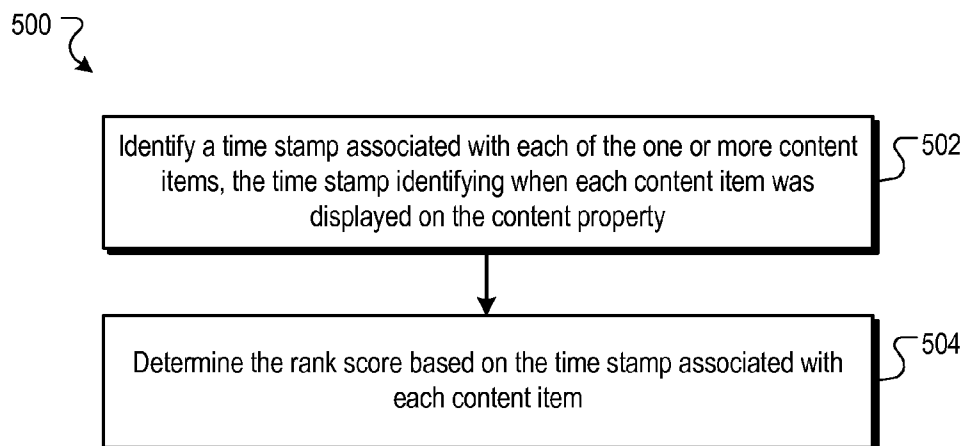 500
Identify a time stamp associated with each of the one or more content
items, the time stamp identifying when each content item was
displayed on the content property
502
Determine the rank score based on the time stamp associated with
each content item
504